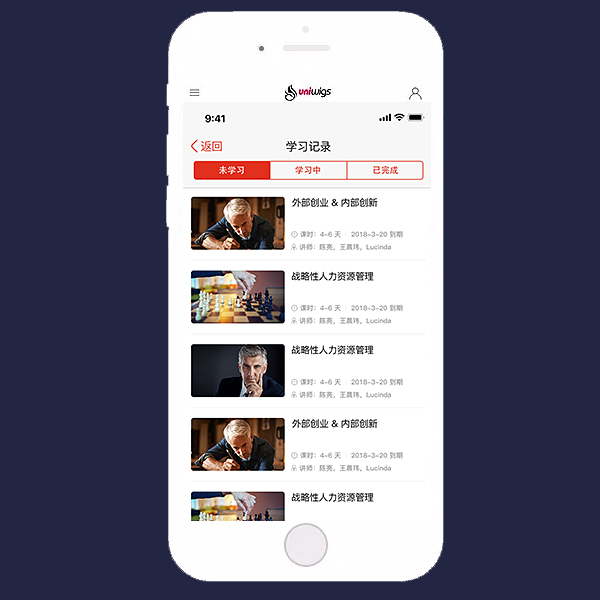 uniwigs
9:41
返回
学习记录
未学习
学习中
已完成
外部创业 & 内部创新
课时：4-6 天
2018-3-20 到期
讲师：陈亮，王晨玮，Lucinda
战略性人力资源管理
课时：4-6 天
2018-3-20 到期
讲师：陈亮，王晨玮，Lucinda
战略性人力资源管理
课时：4-6 天
2018-3-20 到期
讲师：陈亮，王晨玮，Lucinda
外部创业 & 内部创新
课时：4-6 天
2018-3-20 到期
讲师：陈亮，王晨玮，Lucinda
战略性人力资源管理